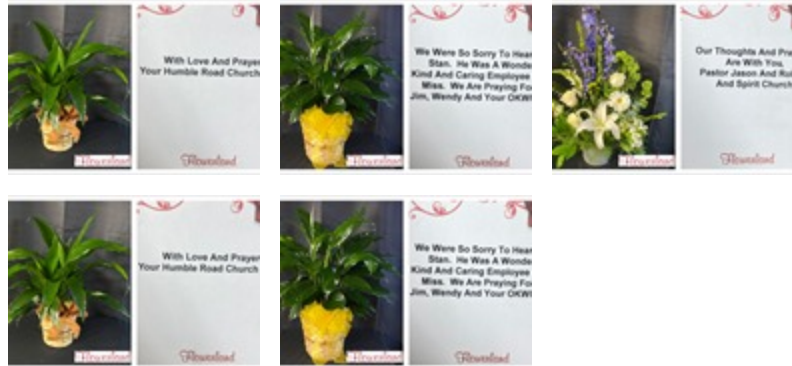 With Love And Prayer
Your Humble Road Church
Flowerland
Flowerland
We Were So Sorry To Hear
Stan. He Was A Wonde
Kind And Caring Employee
Miss. We Are Praying Fo
Jim, Wendy And Your OKW
Flowerland
Flowerland
Our Thoughts And Pra
Are With You.
Pastor Jason And Ru
And Spirit Church
Flowerland
Flowerland
With Love And Prayer
Your Humble Road Church
Flowerland
Flowerland
We Were So Sorry To Hear
Stan. He Was A Wonde
Kind And Caring Employee
Miss. We Are Praying Fo
Jim, Wendy And Your OKW
Flowerland
Flowerland